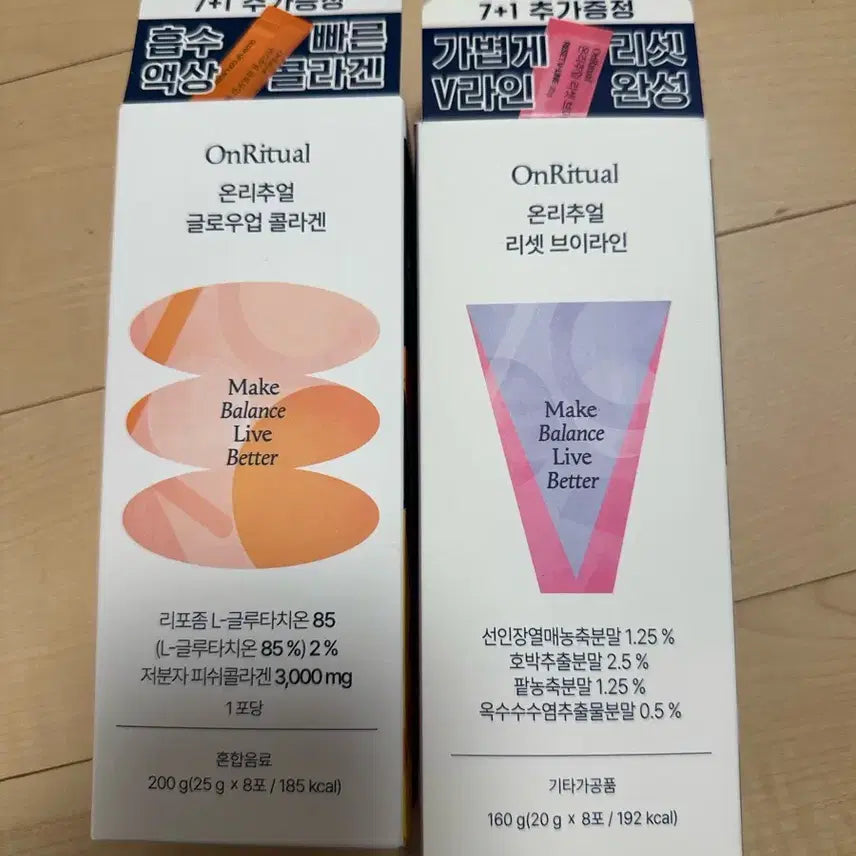 7+1 추가증정
흡수 빠른
액상 콜라겐
OnRitual
온리추얼
글로우업 콜라겐
Make
Balance
Live
Better
리포좀 L-글루타치온 85
(L-글루타치온 85 %) 2 %
저분자 피쉬콜라겐 3,000 mg
1 포당
혼합음료
200 g(25 g × 8포 / 185 kcal)
7+1 추가증정
가볍게 리셋
V라인 완성
OnRitual
온리추얼
리셋 브이라인
Make
Balance
Live
Better
선인장열매농축분말 1.25 %
호박추출분말 2.5 %
팥농축분말 1.25 %
옥수수수염추출물분말 0.5 %
기타가공품
160 g(20 g × 8포 / 192 kcal)